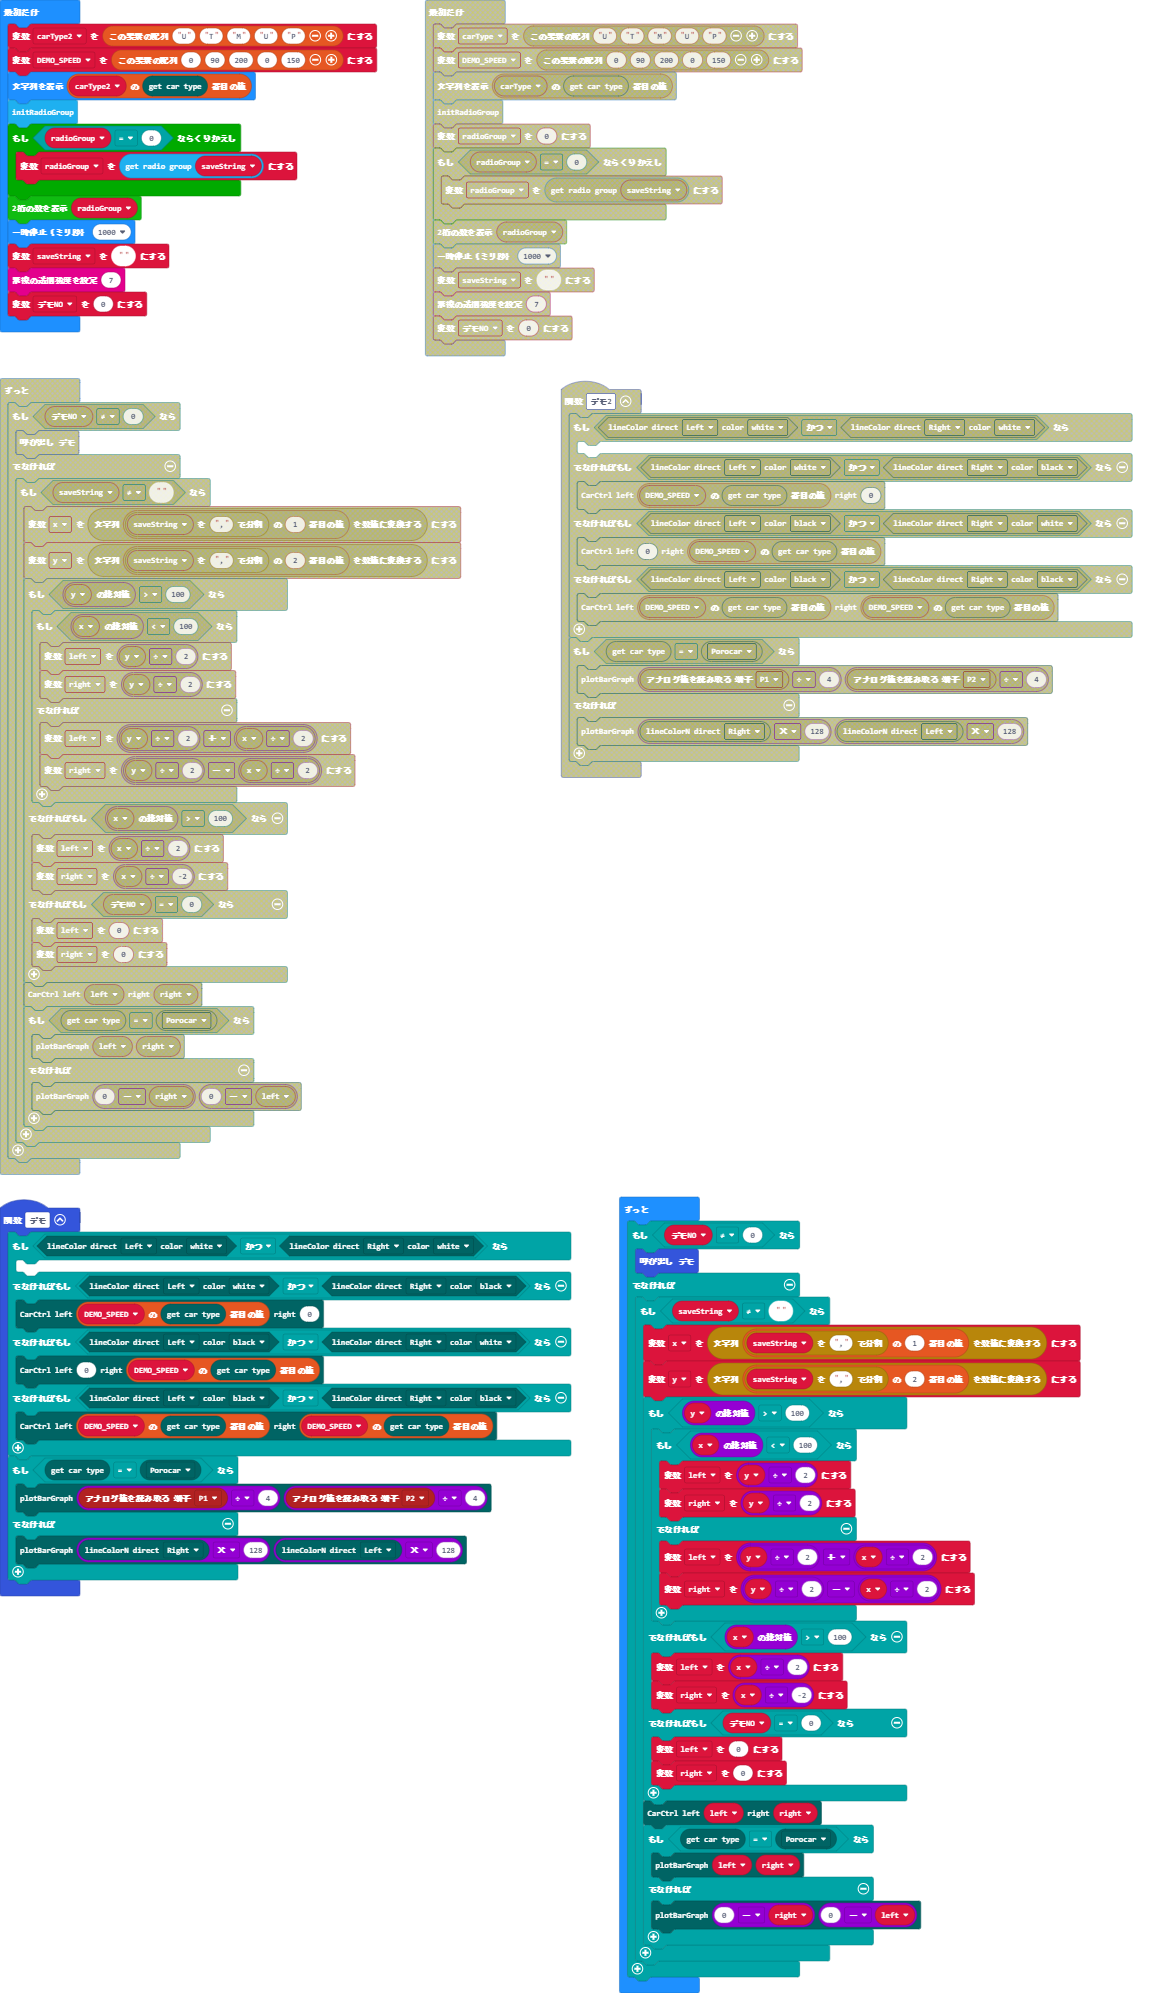 最初だけ
変数 carType2 を この要素の配列 "U" "T" "M" "U" "P" にする
変数 DEMO_SPEED を この要素の配列 0 90 200 0 150 にする
文字列を表示 carType2 の get car type 番目の値
initRadioGroup
もし radioGroup = 0 ならくりかえし
変数 radioGroup を get radio group saveString にする
2桁の数を表示 radioGroup
一時停止（ミリ秒） 1000
変数 saveString を "" にする
変数 デモNO を 0 にする
最初だけ
変数 carType を この要素の配列 "U" "T" "M" "U" "P" にする
変数 DEMO_SPEED を この要素の配列 0 90 200 0 150 にする
文字列を表示 carType の get car type 番目の値
initRadioGroup
変数 radioGroup を 0 にする
もし radioGroup = 0 ならくりかえし
変数 radioGroup を get radio group saveString にする
2桁の数を表示 radioGroup
一時停止（ミリ秒） 1000
変数 saveString を "" にする
変数 デモNO を 0 にする
ずっと
もし デモNO ≠ 0 なら
呼び出し デモ
でなければ
もし saveString ≠ "" なら
変数 x を 文字列 saveString を "," で分割 の 1 番目の値 を数値に変換する にする
変数 y を 文字列 saveString を "," で分割 の 2 番目の値 を数値に変換する にする
もし y の絶対値 > 100 なら
もし x の絶対値 < 100 なら
変数 left を y ÷ 2 にする
変数 right を y ÷ 2 にする
でなければ
変数 left を y ÷ 2 + x ÷ 2 にする
変数 right を y ÷ 2 - x ÷ 2 にする
でなければもし x の絶対値 > 100 なら
変数 left を x ÷ 2 にする
変数 right を x ÷ -2 にする
でなければもし デモNO = 0 なら
変数 left を 0 にする
変数 right を 0 にする
CarCtrl left left right right
もし get car type = Porocar なら
plotBarGraph left right
でなければ
plotBarGraph 0 - right 0 - left
関数 デモ2
もし lineColor direct Left color white かつ lineColor direct Right color white なら
でなければもし lineColor direct Left color white かつ lineColor direct Right color black なら
CarCtrl left DEMO_SPEED の get car type 番目の値 right 0
でなければもし lineColor direct Left color black かつ lineColor direct Right color white なら
CarCtrl left 0 right DEMO_SPEED の get car type 番目の値
でなければもし lineColor direct Left color black かつ lineColor direct Right color black なら
CarCtrl left DEMO_SPEED の get car type 番目の値 right DEMO_SPEED の get car type 番目の値
もし get car type = Porocar なら
plotBarGraph アナログ値を読み取る 端子 P1 ÷ 4 アナログ値を読み取る 端子 P2 ÷ 4
でなければ
plotBarGraph lineColorN direct Right × 128 lineColorN direct Left × 128
関数 デモ
もし lineColor direct Left color white かつ lineColor direct Right color white なら
でなければもし lineColor direct Left color white かつ lineColor direct Right color black なら
CarCtrl left DEMO_SPEED の get car type 番目の値 right 0
でなければもし lineColor direct Left color black かつ lineColor direct Right color white なら
CarCtrl left 0 right DEMO_SPEED の get car type 番目の値
でなければもし lineColor direct Left color black かつ lineColor direct Right color black なら
CarCtrl left DEMO_SPEED の get car type 番目の値 right DEMO_SPEED の get car type 番目の値
もし get car type = Porocar なら
plotBarGraph アナログ値を読み取る 端子 P1 ÷ 4 アナログ値を読み取る 端子 P2 ÷ 4
でなければ
plotBarGraph lineColorN direct Right × 128 lineColorN direct Left × 128
ずっと
もし デモNO ≠ 0 なら
呼び出し デモ
でなければ
もし saveString ≠ "" なら
変数 x を 文字列 saveString を "," で分割 の 1 番目の値 を数値に変換する にする
変数 y を 文字列 saveString を "," で分割 の 2 番目の値 を数値に変換する にする
もし y の絶対値 > 100 なら
もし x の絶対値 < 100 なら
変数 left を y ÷ 2 にする
変数 right を y ÷ 2 にする
でなければ
変数 left を y ÷ 2 + x ÷ 2 にする
変数 right を y ÷ 2 - x ÷ 2 にする
でなければもし x の絶対値 > 100 なら
変数 left を x ÷ 2 にする
変数 right を x ÷ -2 にする
でなければもし デモNO = 0 なら
変数 left を 0 にする
変数 right を 0 にする
CarCtrl left left right right
もし get car type = Porocar なら
plotBarGraph left right
でなければ
plotBarGraph 0 - right 0 - left